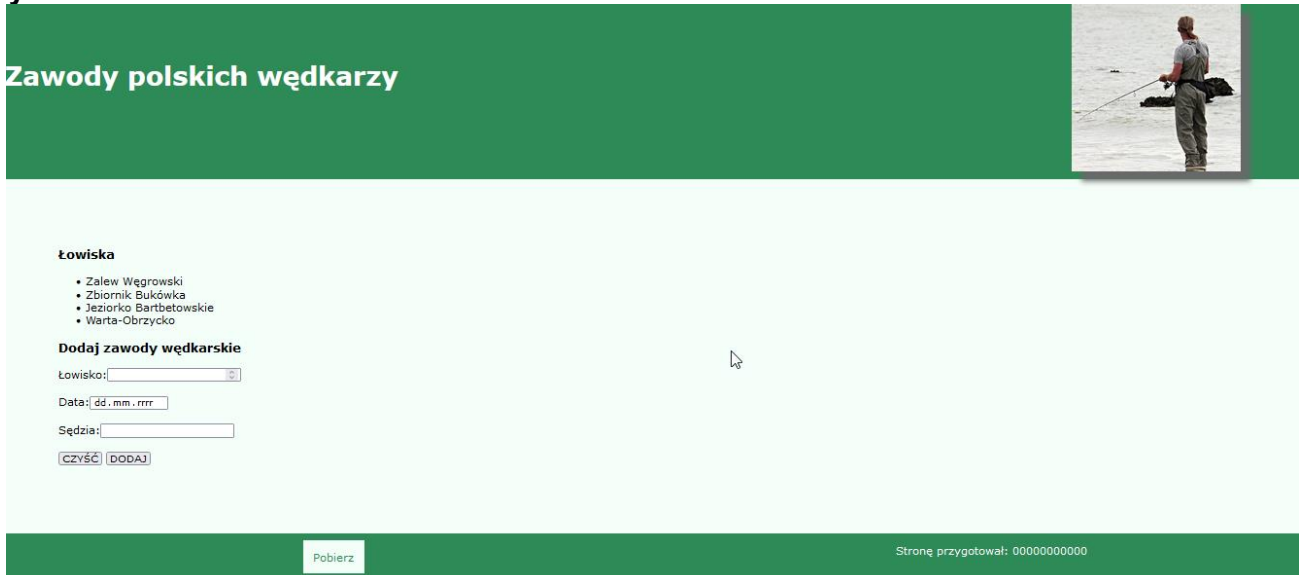 Zawody polskich wędkarzy
Łowiska
• Zalew Węgrowski
• Zbiornik Bukówka
• Jeziorko Bartbetowskie
• Warta-Obrzycko
Dodaj zawody wędkarskie
Łowisko:
Data: dd.mm.rrrr
Sędzia:
CZYŚĆ DODAJ
Pobierz
Stronę przygotował: 00000000000